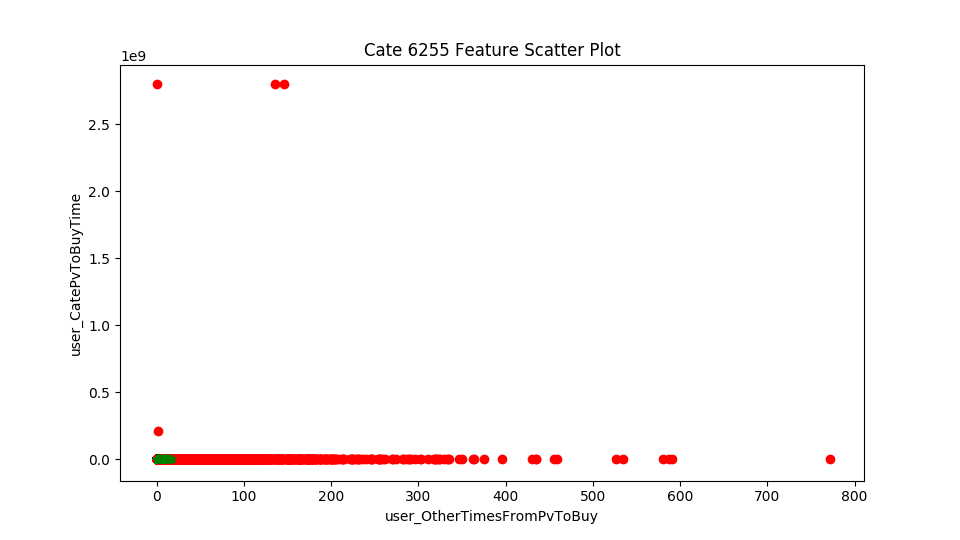 Cate 6255 Feature Scatter Plot
1e9
2.5
2.0
1.5
1.0
0.5
0.0
user_CatePvToBuyTime
0 100 200 300 400 500 600 700 800
user_OtherTimesFromPvToBuy